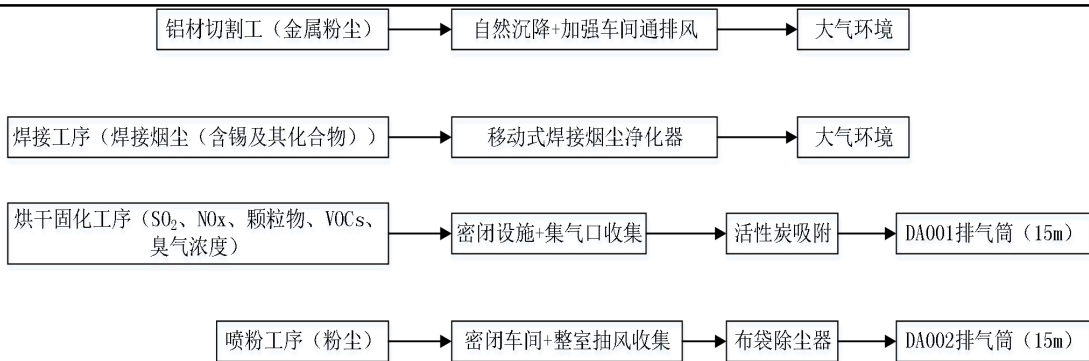 铝材切割工（金属粉尘） 自然沉降+加强车间通排风 大气环境
焊接工序（焊接烟尘（含锡及其化合物）） 移动式焊接烟尘净化器 大气环境
烘干固化工序（SO₂、NOx、颗粒物、VOCs、
臭气浓度） 密闭设施+集气口收集 活性炭吸附 DA001排气筒（15m）
喷粉工序（粉尘） 密闭车间+整室抽风收集 布袋除尘器 DA002排气筒（15m）